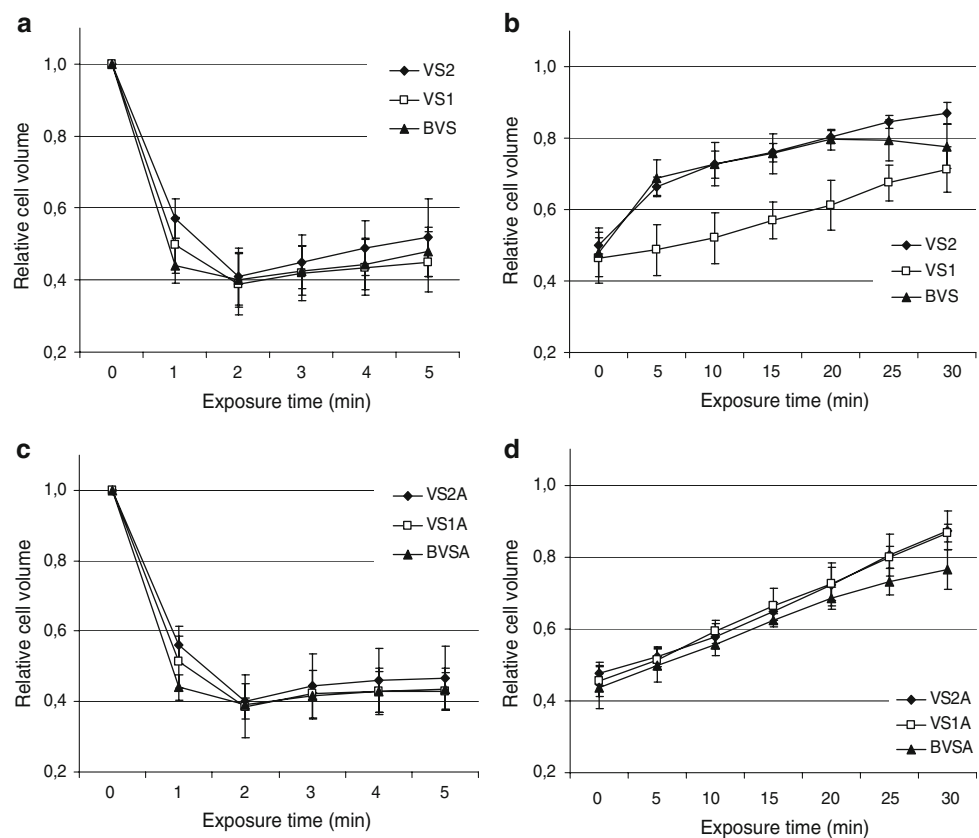 a
1,0
0,8
0,6
0,4
0,2
Relative cell volume
VS2
VS1
BVS
0 1 2 3 4 5
Exposure time (min)
b
1,0
0,8
0,6
0,4
0,2
Relative cell volume
VS2
VS1
BVS
0 5 10 15 20 25 30
Exposure time (min)
c
1,0
0,8
0,6
0,4
0,2
Relative cell volume
VS2A
VS1A
BVSA
0 1 2 3 4 5
Exposure time (min)
d
1,0
0,8
0,6
0,4
0,2
Relative cell volume
VS2A
VS1A
BVSA
0 5 10 15 20 25 30
Exposure time (min)